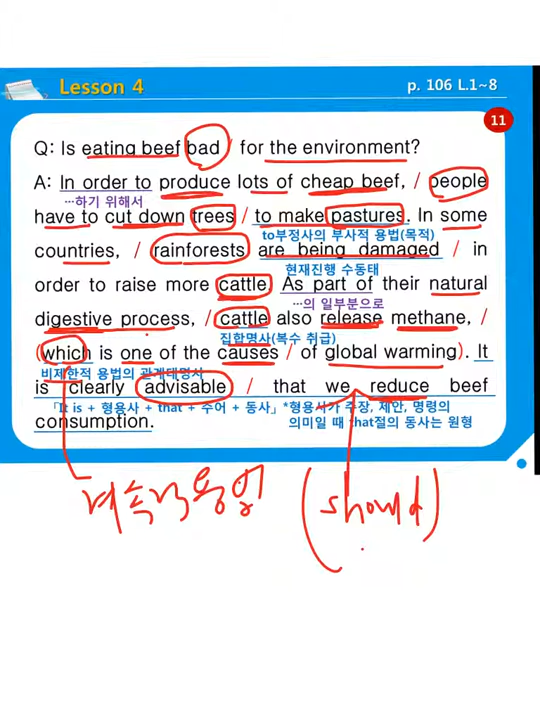 Lesson 4
p. 106 L.1~8
11
Q: Is eating beef bad / for the environment?
A: In order to produce lots of cheap beef, / people
…하기 위해서
have to cut down trees / to make pastures. In some
to부정사의 부사적 용법(목적)
countries, / rainforests are being damaged / in
현재진행 수동태
order to raise more cattle. As part of their natural
…의 일부분으로
digestive process, / cattle also release methane, /
집합명사(복수 취급)
(which is one of the causes / of global warming). It
비제한적 용법의 관계대명사
is clearly advisable / that we reduce beef
「It is + 형용사 + that + 주어 + 동사」 *형용사가 주장, 제안, 명령의
의미일 때 that절의 동사는 원형
consumption.
계속적 용법
(should)